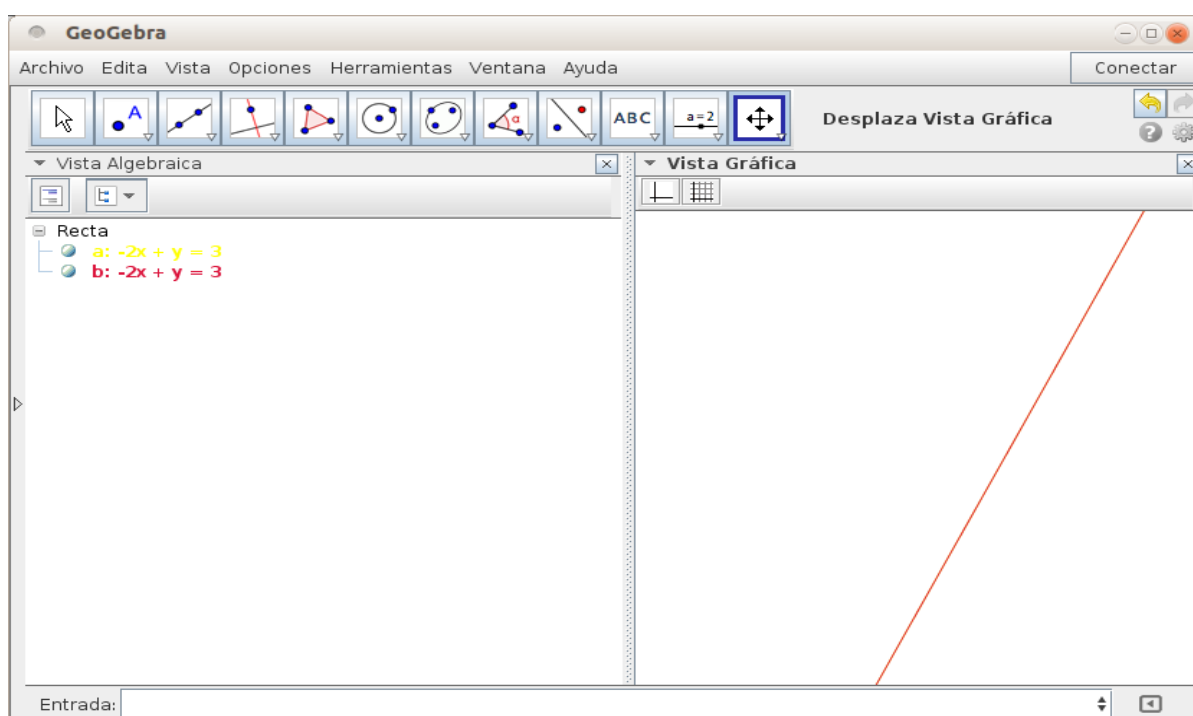 GeoGebra
Archivo Edita Vista Opciones Herramientas Ventana Ayuda Conectar
A α ABC a=2 Desplaza Vista Gráfica
Vista Algebraica
Vista Gráfica
Recta
a: -2x + y = 3
b: -2x + y = 3
Entrada: